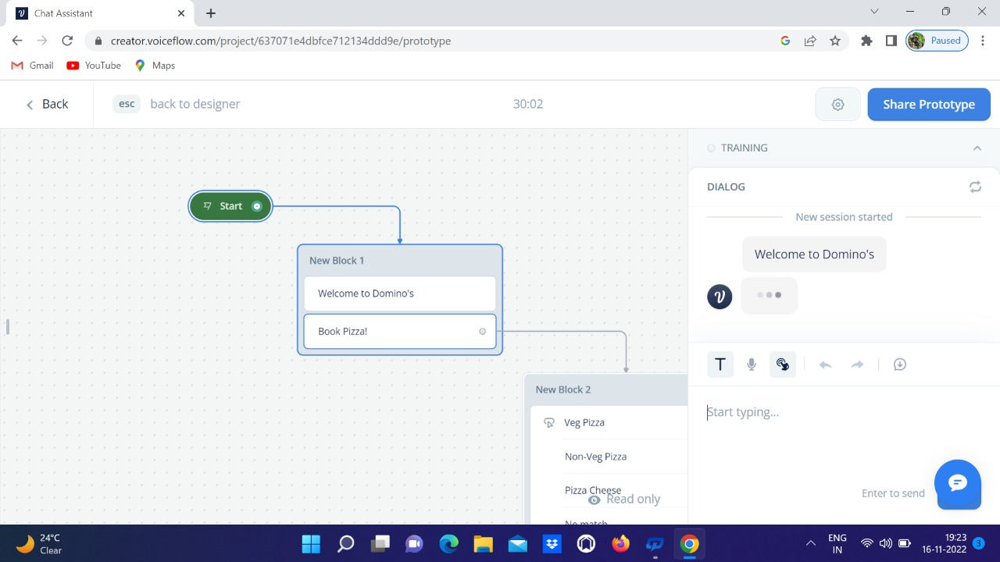 Chat Assistant
creator.voiceflow.com/project/637071e4dbfce712134ddd9e/prototype
Paused
Gmail YouTube Maps
Back esc back to designer 30:02 Share Prototype
TRAINING
DIALOG
New session started
Welcome to Domino's
Start
New Block 1
Welcome to Domino's
Book Pizza!
New Block 2
Veg Pizza
Non-Veg Pizza
Pizza Cheese
No match
Read only
T
Start typing...
Enter to send
24°C
Clear
ENG
IN
19:23
16-11-2022
3